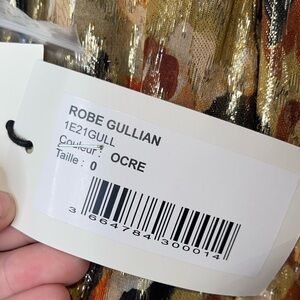 ROBE GULLIAN
1E21GULL
Couleur : OCRE
Taille : 0
3 664784 300014